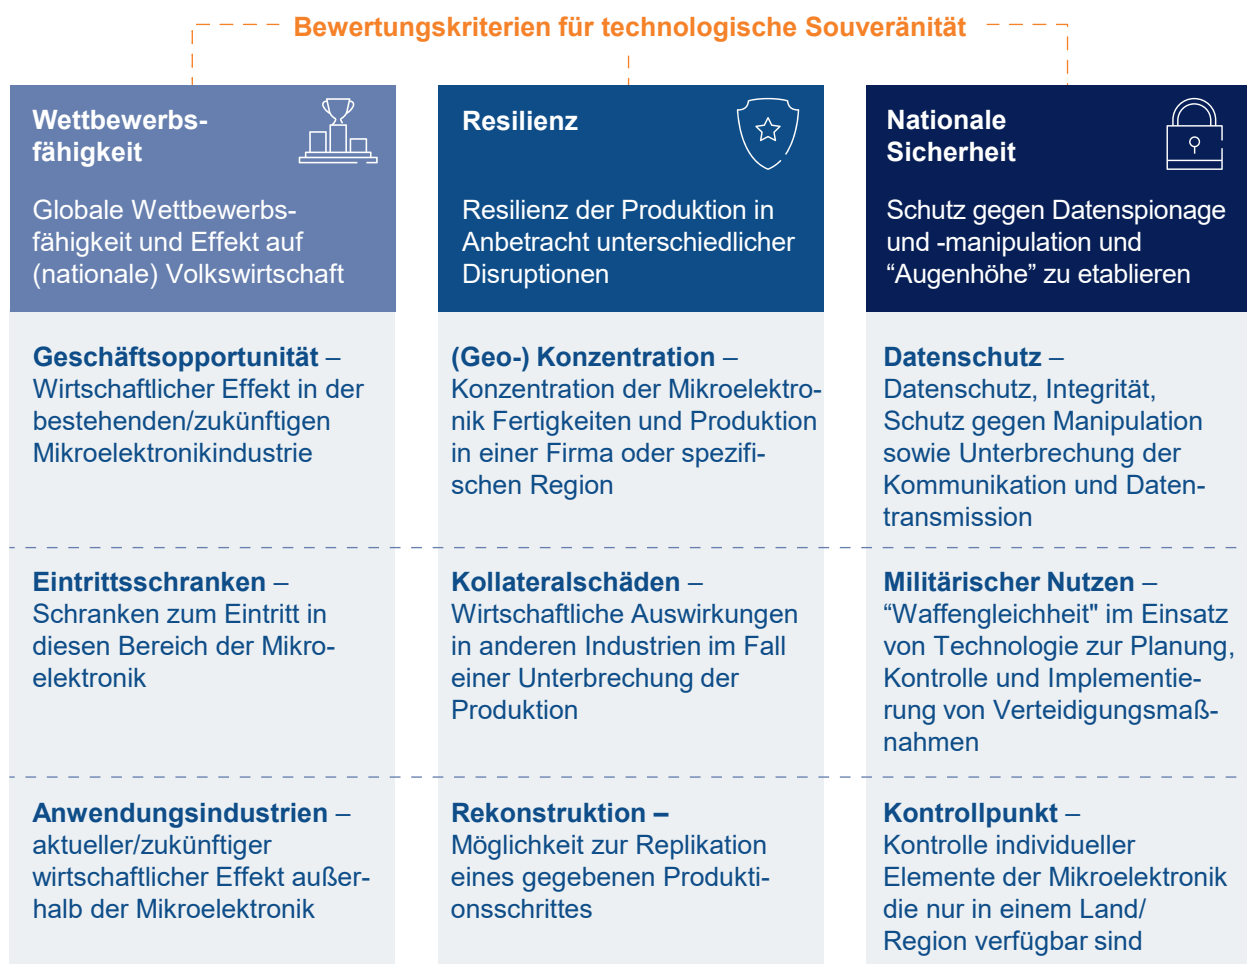 Bewertungskriterien für technologische Souveränität
Wettbewerbs-
fähigkeit
Globale Wettbewerbs-
fähigkeit und Effekt auf
(nationale) Volkswirtschaft
Geschäftsopportunität –
Wirtschaftlicher Effekt in der
bestehenden/zukünftigen
Mikroelektronikindustrie
Eintrittsschranken –
Schranken zum Eintritt in
diesen Bereich der Mikro-
elektronik
Anwendungsindustrien –
aktueller/zukünftiger
wirtschaftlicher Effekt außer-
halb der Mikroelektronik
Resilienz
Resilienz der Produktion in
Anbetracht unterschiedlicher
Disruptionen
(Geo-) Konzentration –
Konzentration der Mikroelektro-
nik Fertigkeiten und Produktion
in einer Firma oder spezifi-
schen Region
Kollateralschäden –
Wirtschaftliche Auswirkungen
in anderen Industrien im Fall
einer Unterbrechung der
Produktion
Rekonstruktion –
Möglichkeit zur Replikation
eines gegebenen Produkti-
onsschrittes
Nationale
Sicherheit
Schutz gegen Datenspionage
und -manipulation und
“Augenhöhe” zu etablieren
Datenschutz –
Datenschutz, Integrität,
Schutz gegen Manipulation
sowie Unterbrechung der
Kommunikation und Daten-
transmission
Militärischer Nutzen –
“Waffengleichheit" im Einsatz
von Technologie zur Planung,
Kontrolle und Implementie-
rung von Verteidigungsmaß-
nahmen
Kontrollpunkt –
Kontrolle individueller
Elemente der Mikroelektronik
die nur in einem Land/
Region verfügbar sind